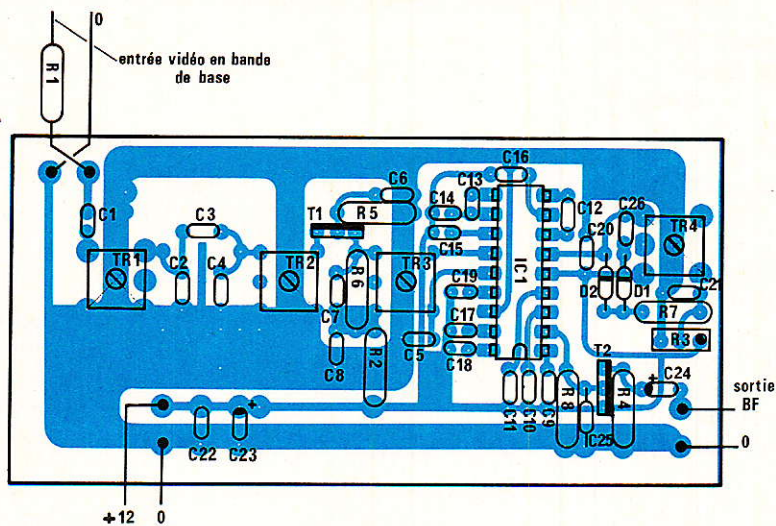 0
entrée vidéo en bande
de base
R1
C1
C3
C6
R5
T1
C16
C13
C14
C15
C12
C26
C20
TR4
TR1
C2
C4
TR2
R6
TR3
C19
IC1
D2
D1
C21
C7
R7
C17
R3
C8
R2
C5
C18
T2
C24
+
sortie
BF
C22
C23
+
C11
C10
C9
R8
C25
R4
0
+12
0